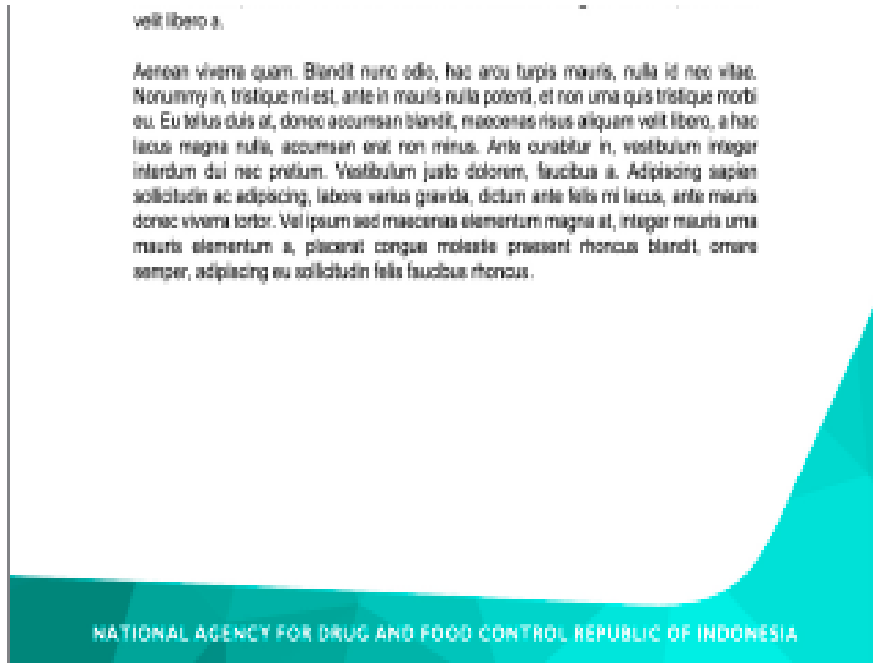 velit libero a.
Aenean viverra quam. Blandit nunc odio, hac arcu turpis mauris, nulla id nec vitae.
Nonummy in, tristique mi est, ante in mauris nulla potenti, et non urna quis tristique morbi
eu. Eu tellus duis at, donec accumsan blandit, maecenas risus aliquam velit libero, a hac
lacus magna nulla, accumsan erat non minus. Ante curabitur in, vestibulum integer
interdum dui nec pretium. Vestibulum justo dolorem, faucibus a. Adipiscing sapien
sollicitudin ac adipiscing, labore varius gravida, dictum ante felis mi lacus, ante mauris
donec viverra tortor. Vel ipsum sed maecenas elementum magna at, integer mauris urna
mauris elementum a, placerat congue molestie praesent rhoncus blandit, ornare
semper, adipiscing eu sollicitudin felis faucibus rhoncus.
NATIONAL AGENCY FOR DRUG AND FOOD CONTROL REPUBLIC OF INDONESIA